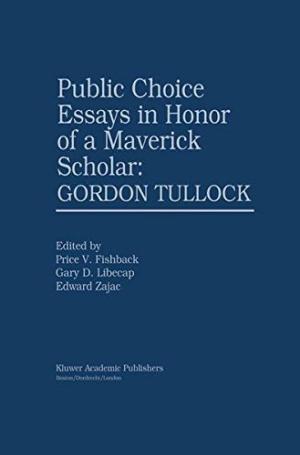 Public Choice
Essays in Honor
of a Maverick
Scholar:
GORDON TULLOCK
Edited by
Price V. Fishback
Gary D. Libecap
Edward Zajac
Kluwer Academic Publishers
Boston/Dordrecht/London